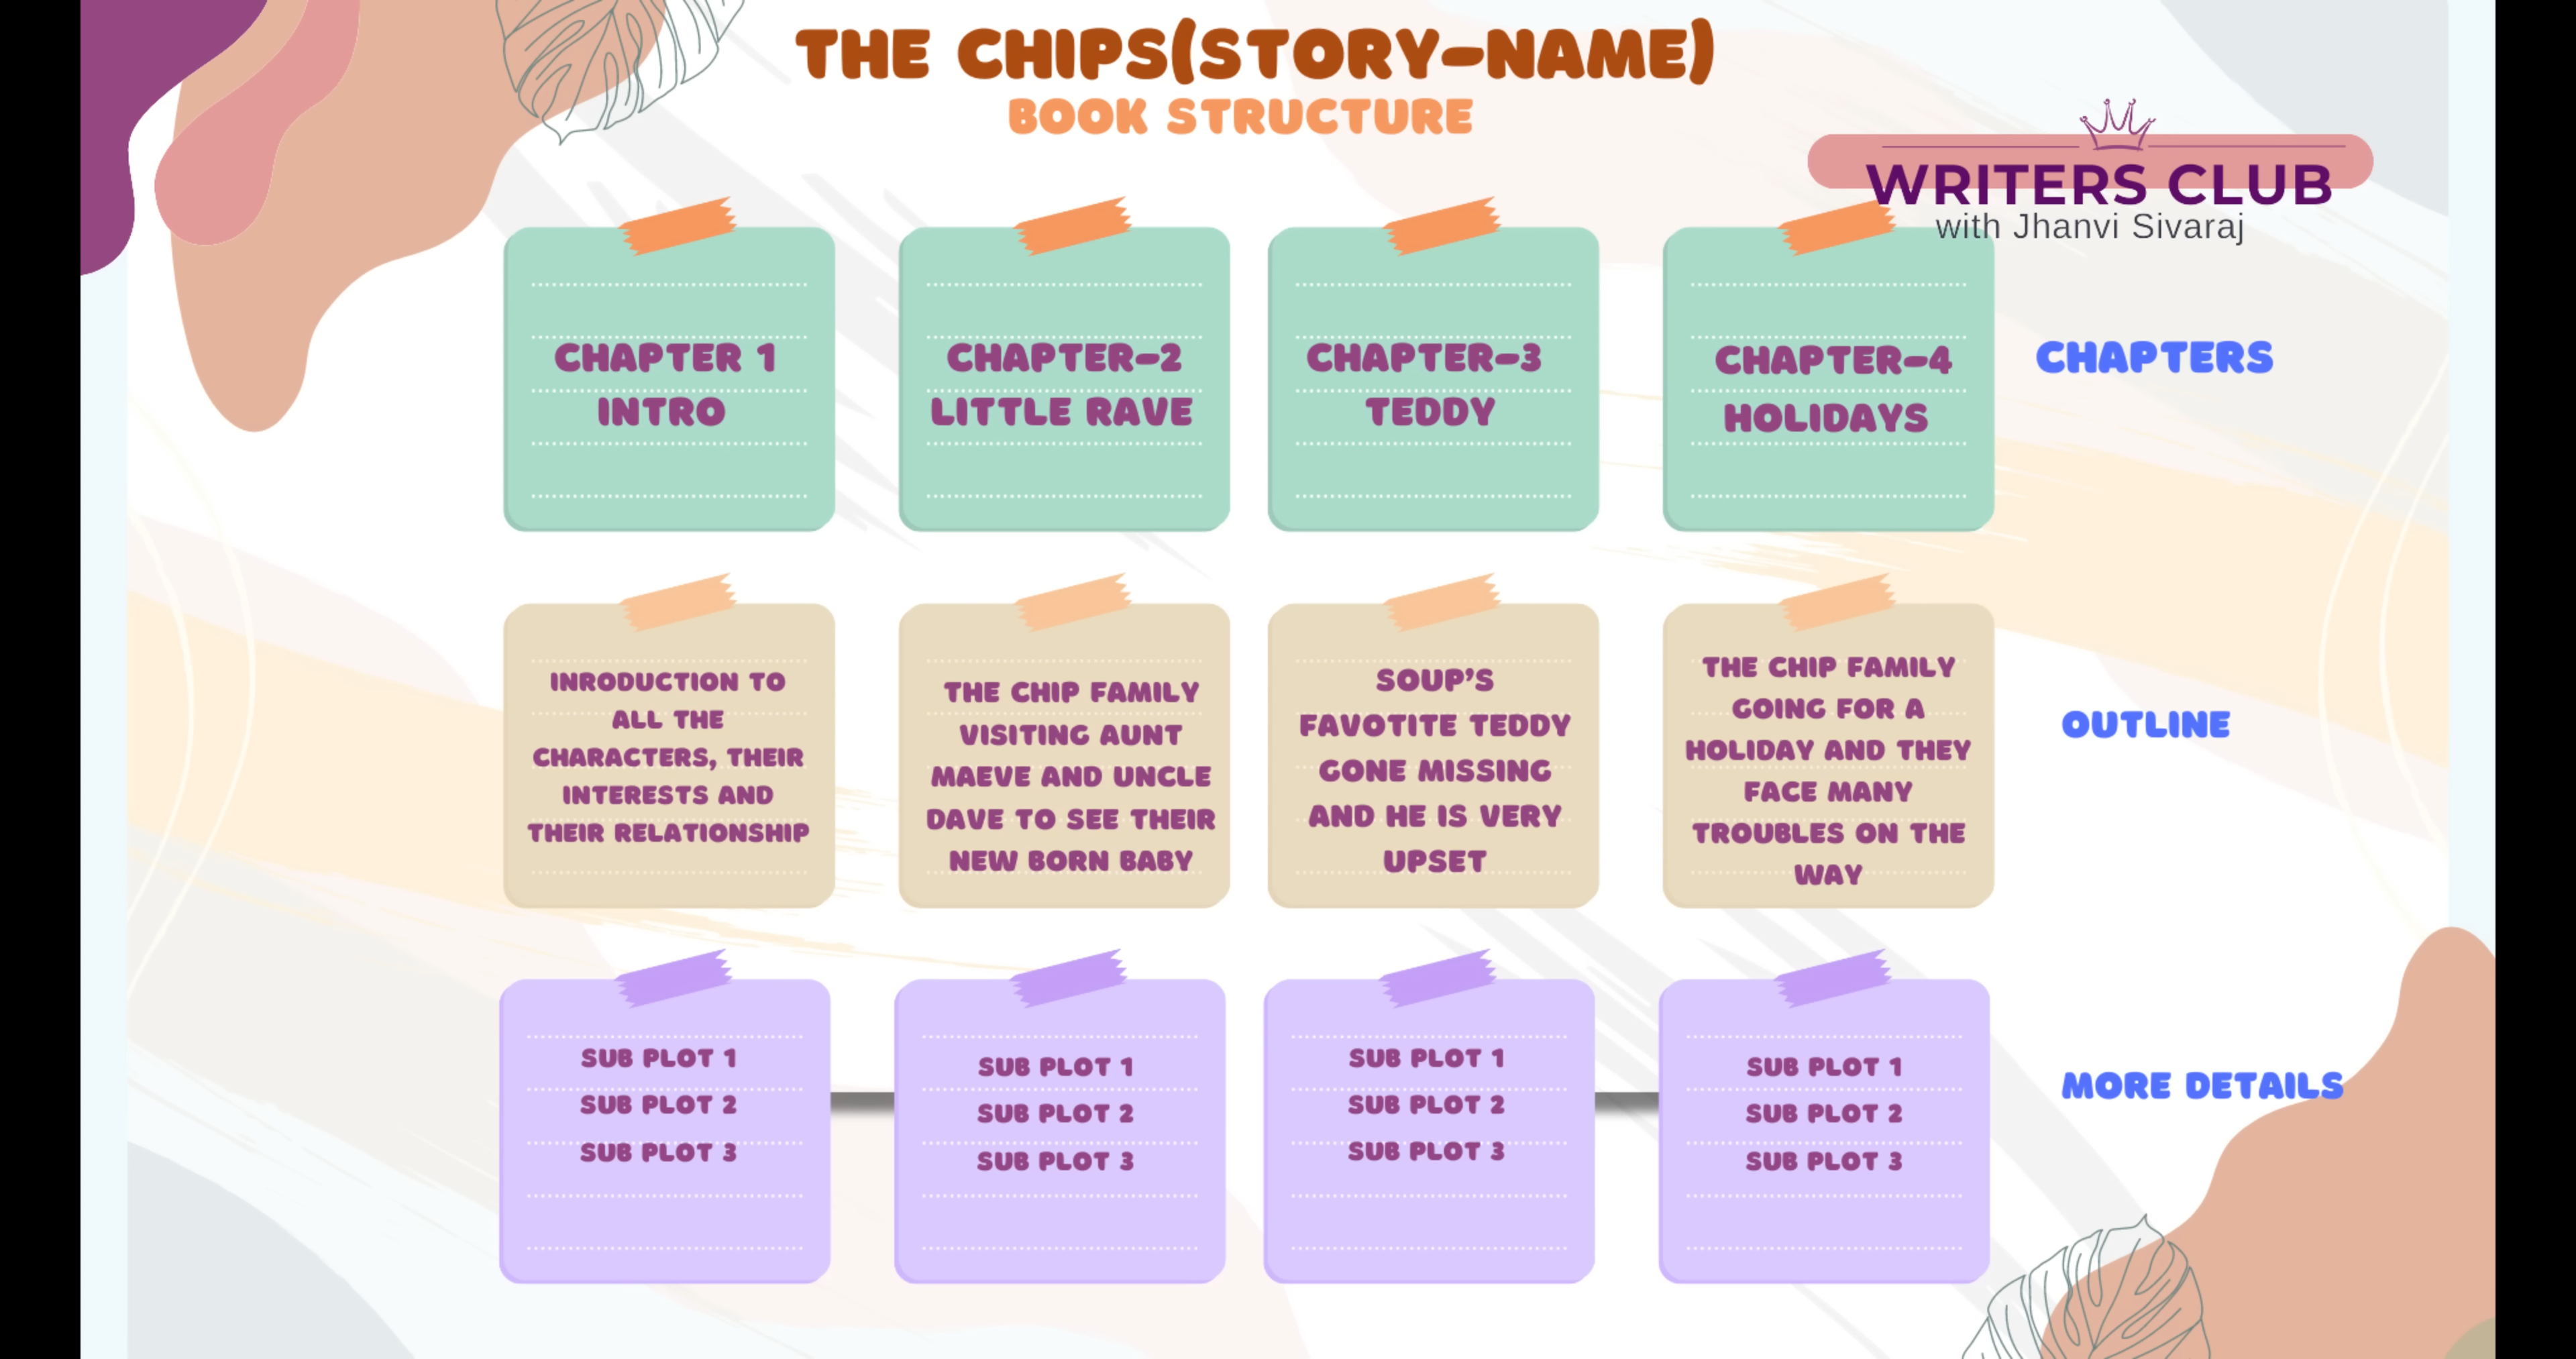 THE CHIPS(STORY-NAME)
BOOK STRUCTURE
WRITERS CLUB
with Jhanvi Sivaraj
CHAPTER 1
INTRO
CHAPTER-2
LITTLE RAVE
CHAPTER-3
TEDDY
CHAPTER-4
HOLIDAYS
CHAPTERS
INRODUCTION TO
ALL THE
CHARACTERS, THEIR
INTERESTS AND
THEIR RELATIONSHIP
THE CHIP FAMILY
VISITING AUNT
MAEVE AND UNCLE
DAVE TO SEE THEIR
NEW BORN BABY
SOUP'S
FAVOTITE TEDDY
GONE MISSING
AND HE IS VERY
UPSET
THE CHIP FAMILY
GOING FOR A
HOLIDAY AND THEY
FACE MANY
TROUBLES ON THE
WAY
OUTLINE
SUB PLOT 1
SUB PLOT 2
SUB PLOT 3
SUB PLOT 1
SUB PLOT 2
SUB PLOT 3
SUB PLOT 1
SUB PLOT 2
SUB PLOT 3
SUB PLOT 1
SUB PLOT 2
SUB PLOT 3
MORE DETAILS